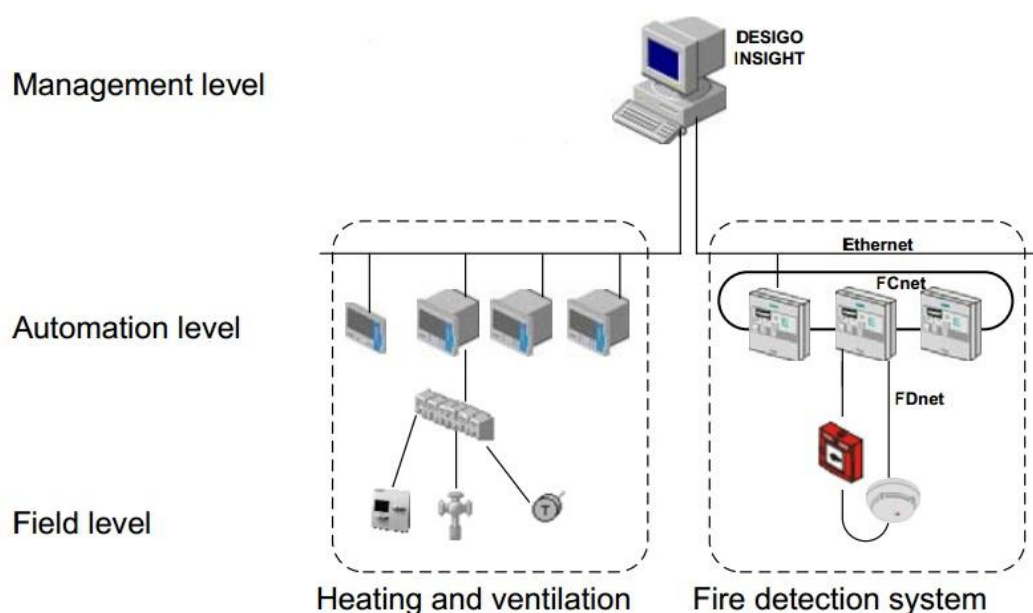 Management level
DESIGO
INSIGHT
Ethernet
FCnet
Automation level
FDnet
T
Field level
Heating and ventilation
Fire detection system